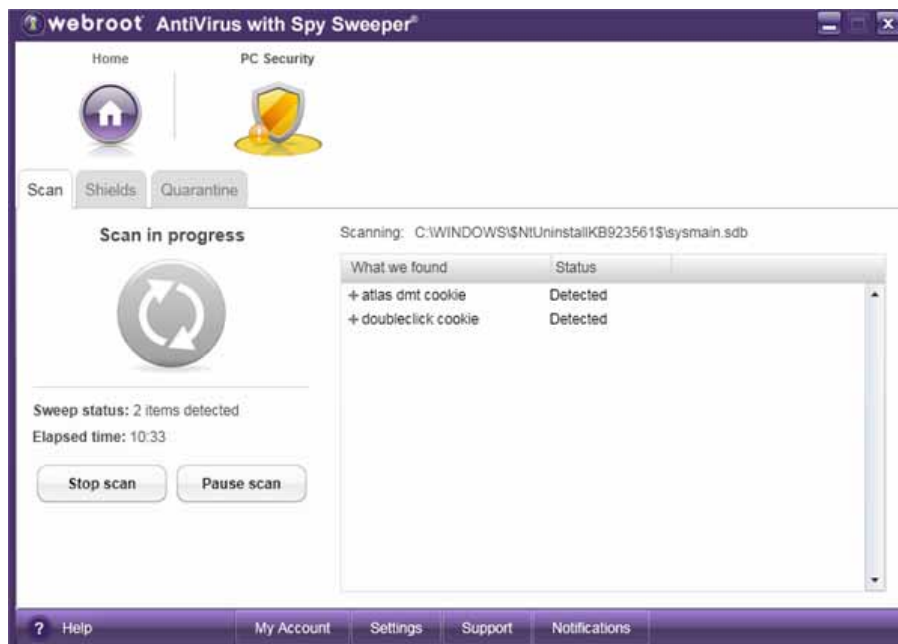 webroot® AntiVirus with Spy Sweeper®
Home PC Security
Scan Shields Quarantine
Scan in progress
Scanning: C:\WINDOWS\$NtUninstallKB923561$\sysmain.sdb
What we found Status
+ atlas dmt cookie Detected
+ doubleclick cookie Detected
Sweep status: 2 items detected
Elapsed time: 10:33
Stop scan Pause scan
? Help My Account Settings Support Notifications